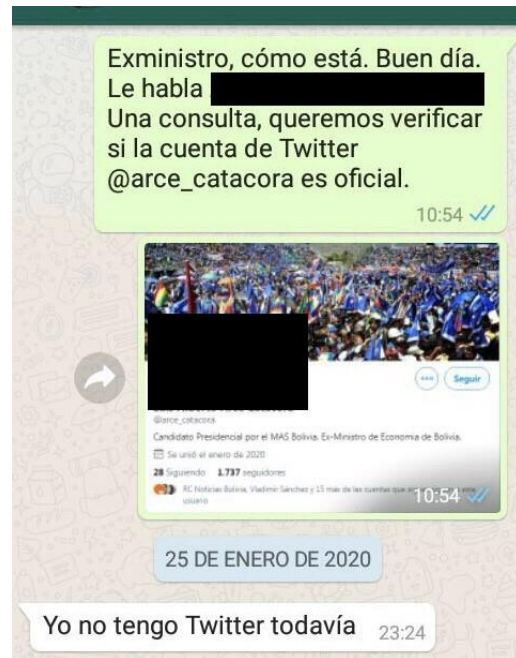 Exministro, cómo está. Buen día.
Le habla
Una consulta, queremos verificar
si la cuenta de Twitter
@arce_catacora es oficial.
10:54
Seguir
@arce_catacora
Candidato Presidencial por el MAS Bolivia. Ex-Ministro de Economia de Bolivia.
Se unió el enero de 2020
28 Siguiendo 1.737 seguidores
RC Noticias Bolivia, Vladimir Sánchez y 15 más de las cuentas que
usuario
10:54
25 DE ENERO DE 2020
Yo no tengo Twitter todavía 23:24